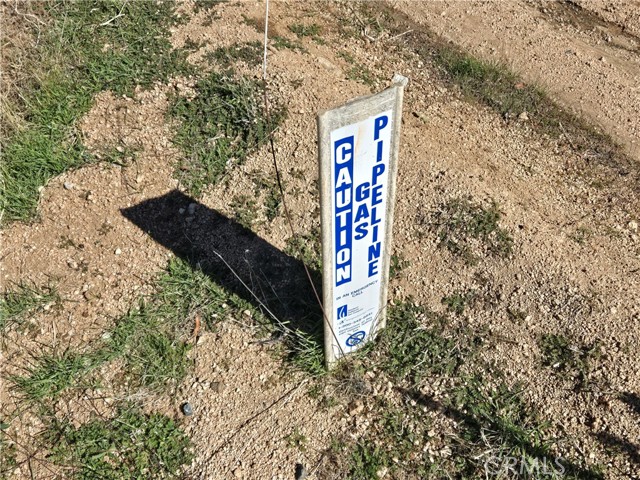 CAUTION
GAS
PIPELINE
IN AN EMERGENCY
CALL
CRMLS